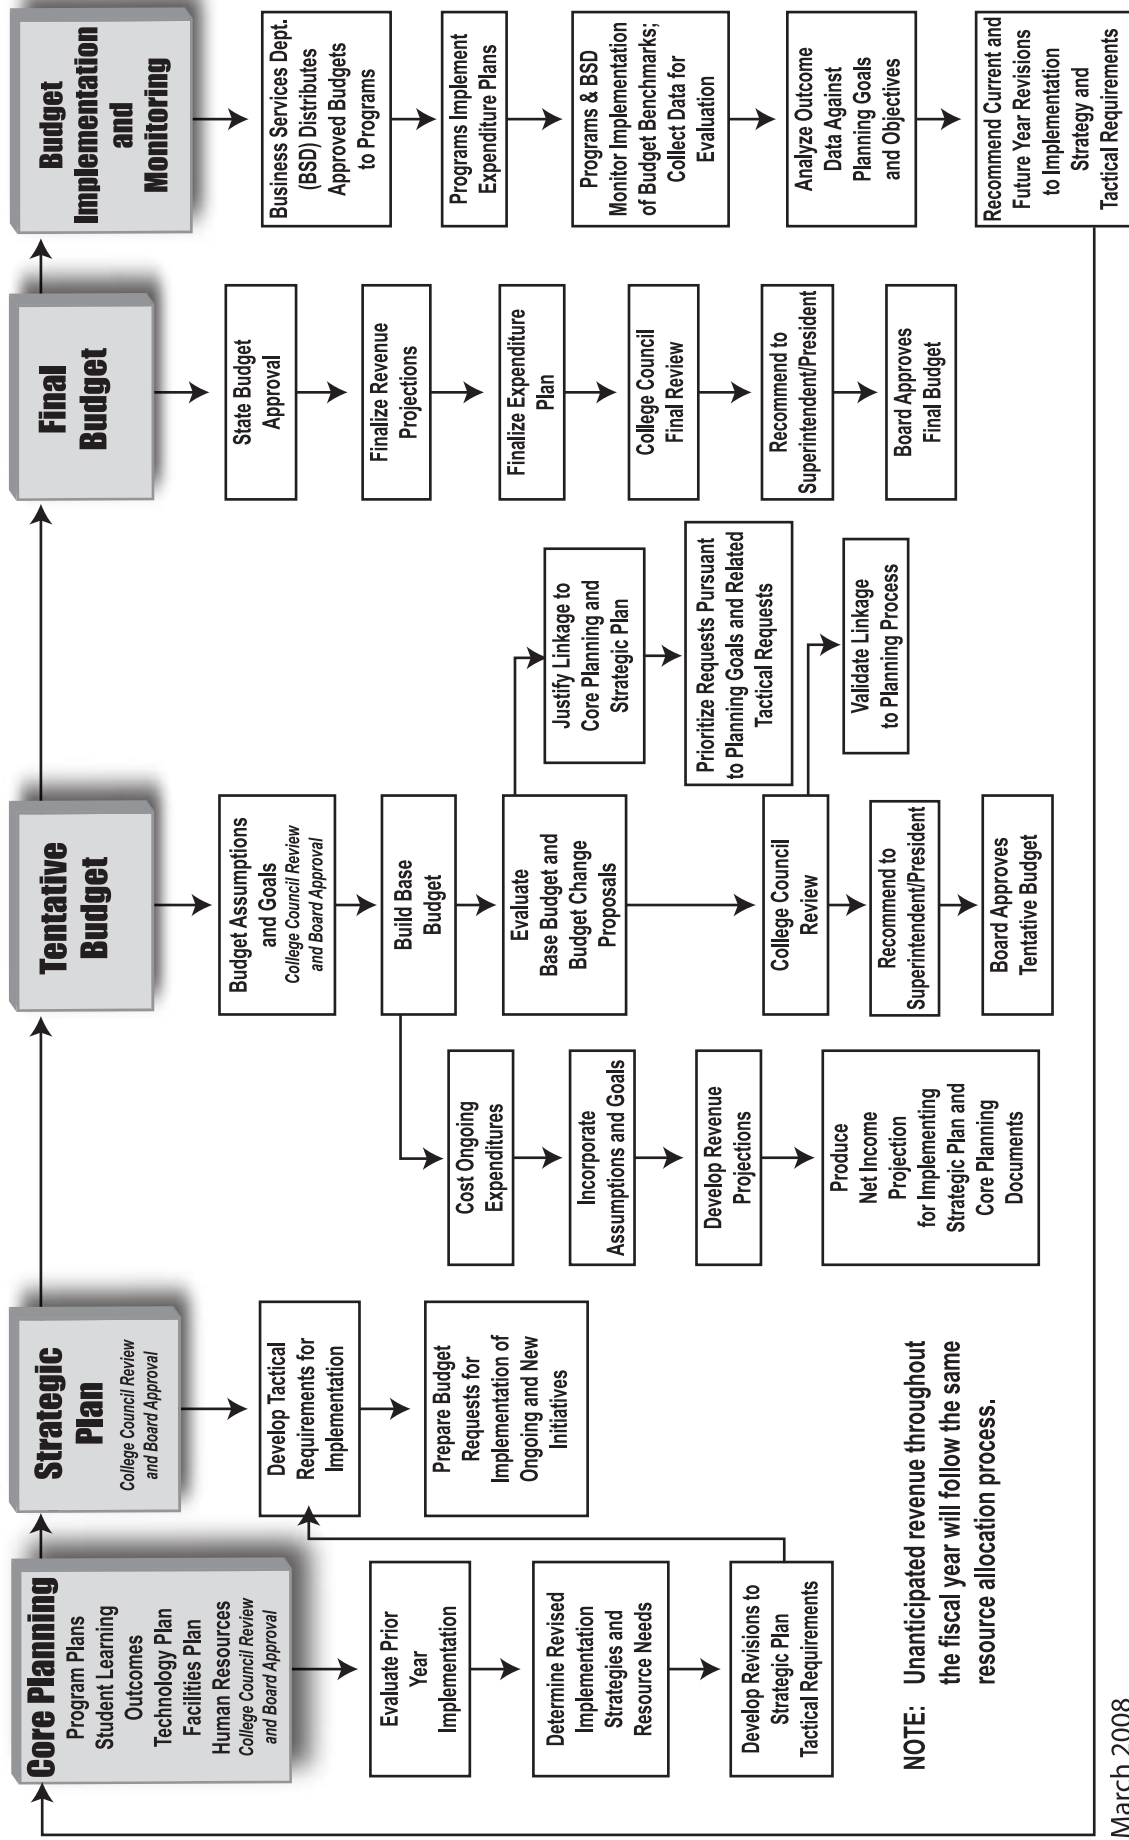 Core Planning
Program Plans
Student Learning
Outcomes
Technology Plan
Facilities Plan
Human Resources
College Council Review
and Board Approval
Evaluate Prior
Year
Implementation
Determine Revised
Implementation
Strategies and
Resource Needs
Develop Revisions to
Strategic Plan
Tactical Requirements
Strategic
Plan
College Council Review
and Board Approval
Develop Tactical
Requirements for
Implementation
Prepare Budget
Requests for
Implementation of
Ongoing and New
Initiatives
Tentative
Budget
Budget Assumptions
and Goals
College Council Review
and Board Approval
Build Base
Budget
Cost Ongoing
Expenditures
Incorporate
Assumptions and Goals
Develop Revenue
Projections
Produce
Net Income
Projection
for Implementing
Strategic Plan and
Core Planning
Documents
Evaluate
Base Budget and
Budget Change
Proposals
Justify Linkage to
Core Planning and
Strategic Plan
Prioritize Requests Pursuant
to Planning Goals and Related
Tactical Requests
College Council
Review
Validate Linkage
to Planning Process
Recommend to
Superintendent/President
Board Approves
Tentative Budget
Final
Budget
State Budget
Approval
Finalize Revenue
Projections
Finalize Expenditure
Plan
College Council
Final Review
Recommend to
Superintendent/President
Board Approves
Final Budget
Budget
Implementation
and
Monitoring
Business Services Dept.
(BSD) Distributes
Approved Budgets
to Programs
Programs Implement
Expenditure Plans
Programs & BSD
Monitor Implementation
of Budget Benchmarks;
Collect Data for
Evaluation
Analyze Outcome
Data Against
Planning Goals
and Objectives
Recommend Current and
Future Year Revisions
to Implementation
Strategy and
Tactical Requirements
NOTE: Unanticipated revenue throughout
the fiscal year will follow the same
resource allocation process.
March 2008